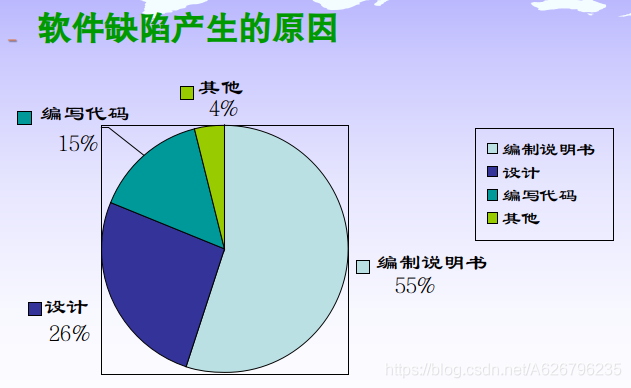 软件缺陷产生的原因
其他
4%
编写代码
15%
编制说明书
设计
编写代码
其他
编制说明书
55%
设计
26%
https://blog.csdn.net/A626796235